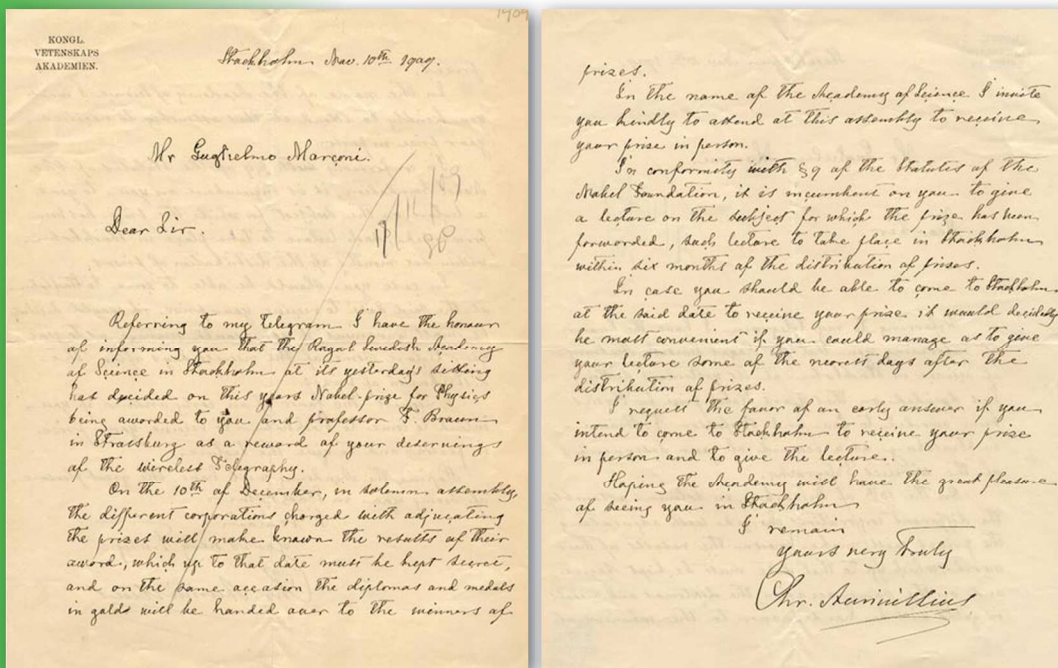 1909
KONGL.
VETENSKAPS
AKADEMIEN.
Stockholm Nov. 10th 1909.
Mr Guglielmo Marconi.
Dear Sir.
Referring to my telegram I have the honour
of informing you that the Royal Swedish Academy
of Science in Stockholm at its yesterdays sitting
has decided on this years Nobel-prize for Physics
being awarded to you and professor F. Braun
in Strassburg as a reward of your deservings
of the wireless Telegraphy.
On the 10th of December, in solemn assembly,
the different corporations charged with adjucating
the prizes will make known the results of their
award, which up to that date must be kept secret,
and on the same occasion the diplomas and medals
in gold will be handed over to the winners of
prizes.
In the name of the Academy of Science I invite
you kindly to attend at this assembly to receive
your prize in person.
In conformity with §9 of the Statutes of the
Nobel Foundation, it is incumbent on you to give
a lecture on the subject for which the prize has been
forwarded, such lecture to take place in Stockholm
within six months of the distribution of prizes.
In case you should be able to come to Stockholm
at the said date to receive your prize it would decidedly
be most convenient if you could manage as to give
your lecture some of the nearest days after the
distribution of prizes.
I request the favor of an early answer if you
intend to come to Stockholm to receive your prize
in person and to give the lecture.
Hoping the Academy will have the great pleasure
of seeing you in Stockholm
I remain
yours very truly
Chr. Aurivillius